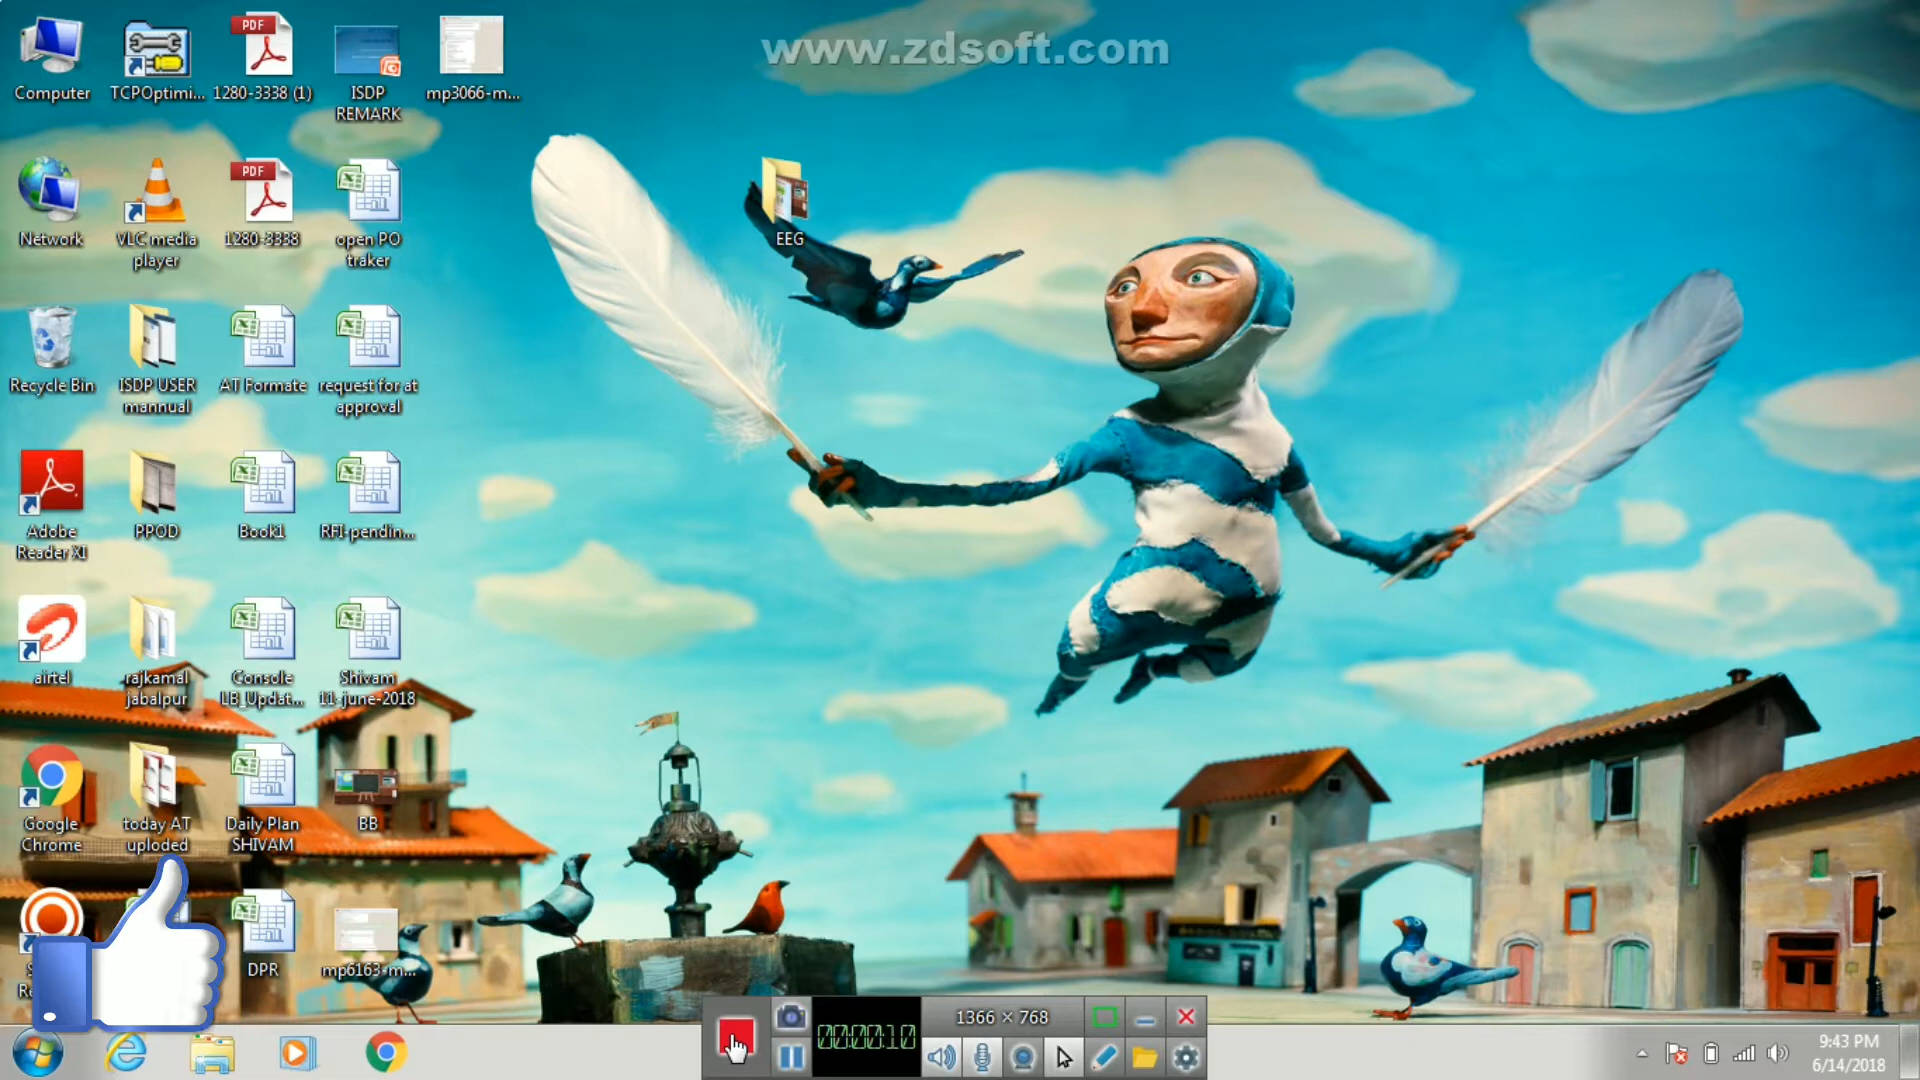 www.zdsoft.com
Computer
TCPOptimi...
1280-3338 (1)
ISDP
REMARK
mp3066-m...
Network
VLC media
player
1280-3338
open PO
traker
EEG
Recycle Bin
ISDP USER
mannual
AT Formate
request for at
approval
Adobe
Reader XI
PPOD
Book1
RFI-pendin...
airtel
rajkamal
jabalpur
Console
LB_Updat...
Shivam
11-june-2018
Google
Chrome
today AT
uploded
Daily Plan
SHIVAM
BB
DPR
mp6163-m...
PDF
PDF
00:00:10
1366 × 768
9:43 PM
6/14/2018